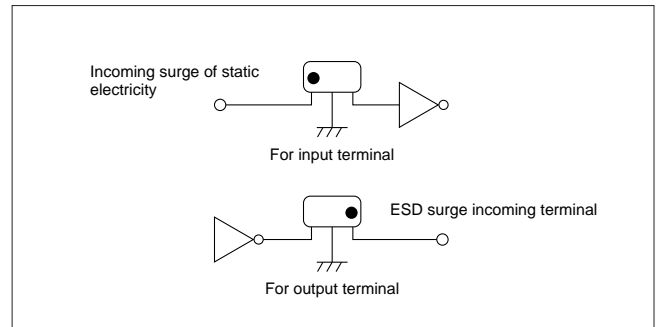 Incoming surge of static
electricity
For input terminal
ESD surge incoming terminal
For output terminal